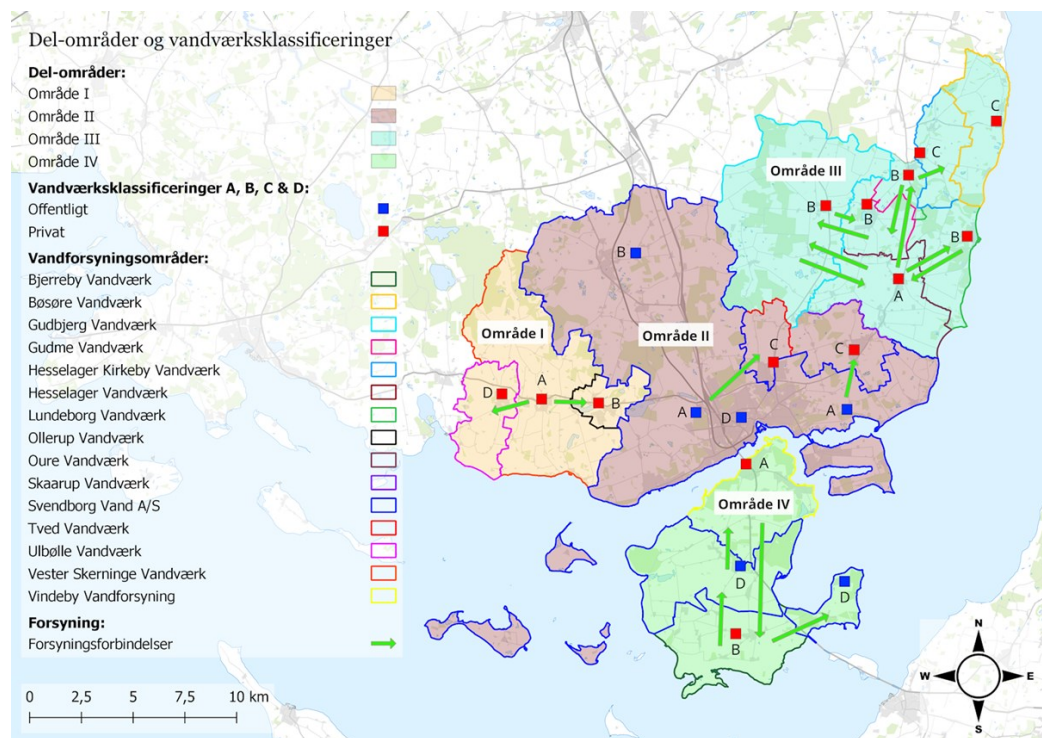 Del-områder og vandværksklassificeringer
Del-områder:
Område I
Område II
Område III
Område IV
Vandværksklassificeringer A, B, C & D:
Offentligt
Privat
Vandforsyningsområder:
Bjerreby Vandværk
Bøsøre Vandværk
Gudbjerg Vandværk
Gudme Vandværk
Hesselager Kirkeby Vandværk
Hesselager Vandværk
Lundeborg Vandværk
Ollerup Vandværk
Oure Vandværk
Skaarup Vandværk
Svendborg Vand A/S
Tved Vandværk
Ulbølle Vandværk
Vester Skerninge Vandværk
Vindeby Vandforsyning
Forsyning:
Forsyningsforbindelser
0 2,5 5 7,5 10 km
C
C
Område III
B
B
B
B
B
A
Område I
Område II
C
C
D
A
B
A
D
A
A
Område IV
D
D
B
N
W
E
S